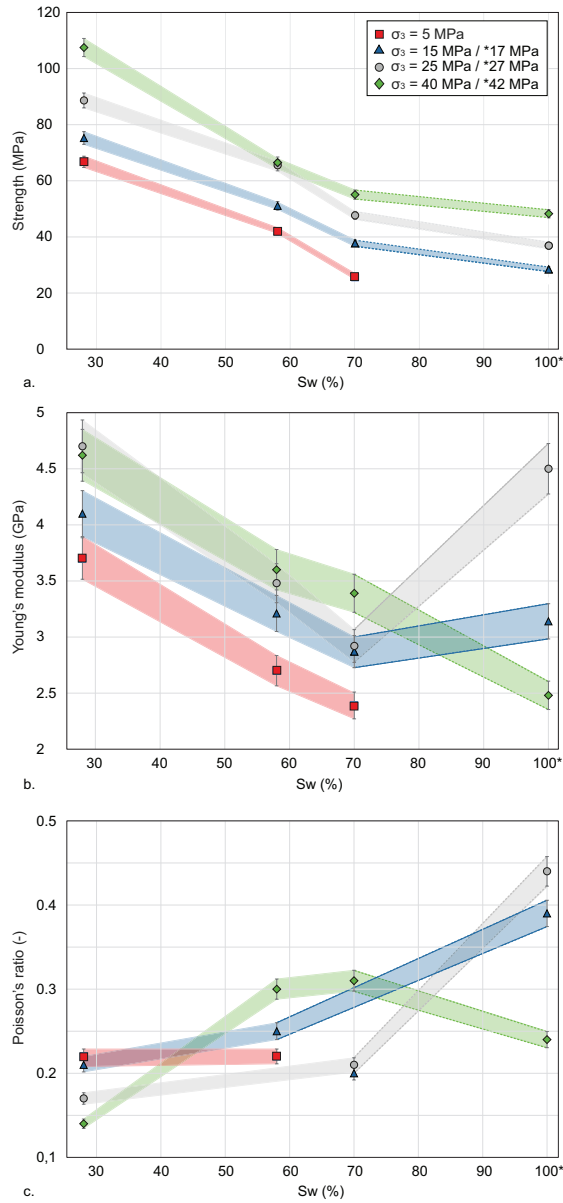 120
100
80
60
40
20
0
Strength (MPa)
σ₃ = 5 MPa
σ₃ = 15 MPa / *17 MPa
σ₃ = 25 MPa / *27 MPa
σ₃ = 40 MPa / *42 MPa
30 40 50 60 70 80 90 100*
Sw (%)
a.
5
4.5
4
3.5
3
2.5
2
Young's modulus (GPa)
30 40 50 60 70 80 90 100*
Sw (%)
b.
0.5
0.4
0.3
0.2
0,1
Poisson's ratio (-)
30 40 50 60 70 80 90 100*
Sw (%)
c.